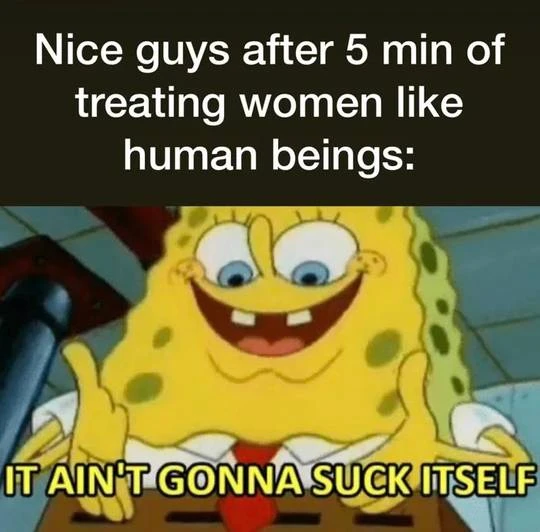 Nice guys after 5 min of
treating women like
human beings:
IT AIN'T GONNA SUCK ITSELF